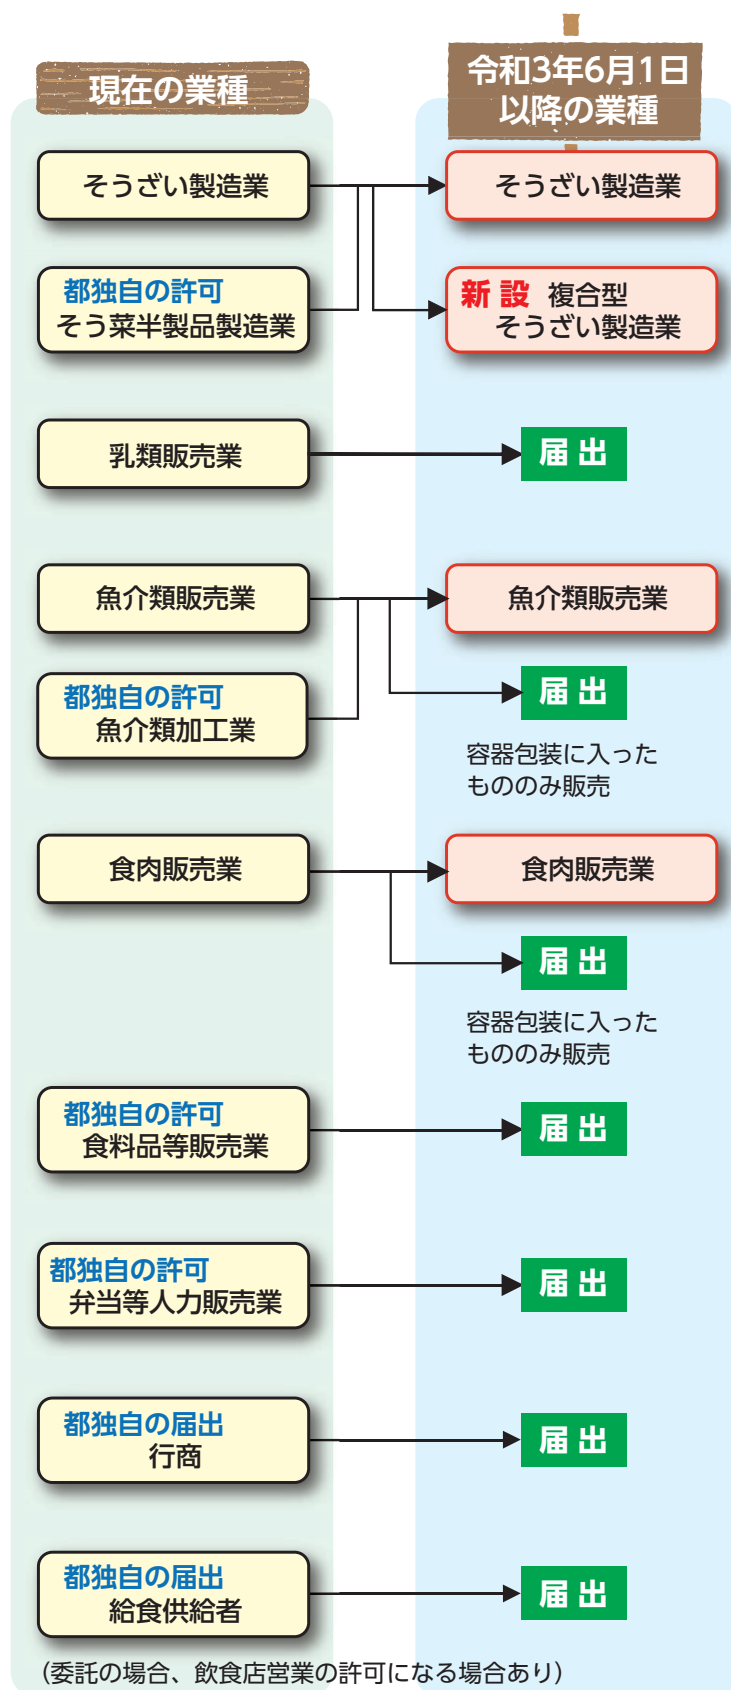 現在の業種
令和3年6月1日
以降の業種
そうざい製造業
そうざい製造業
都独自の許可
そう菜半製品製造業
新設 複合型
そうざい製造業
乳類販売業
届出
魚介類販売業
魚介類販売業
都独自の許可
魚介類加工業
届出
容器包装に入った
もののみ販売
食肉販売業
食肉販売業
届出
容器包装に入った
もののみ販売
都独自の許可
食料品等販売業
届出
都独自の許可
弁当等人力販売業
届出
都独自の届出
行商
届出
都独自の届出
給食供給者
届出
(委託の場合、飲食店営業の許可になる場合あり)